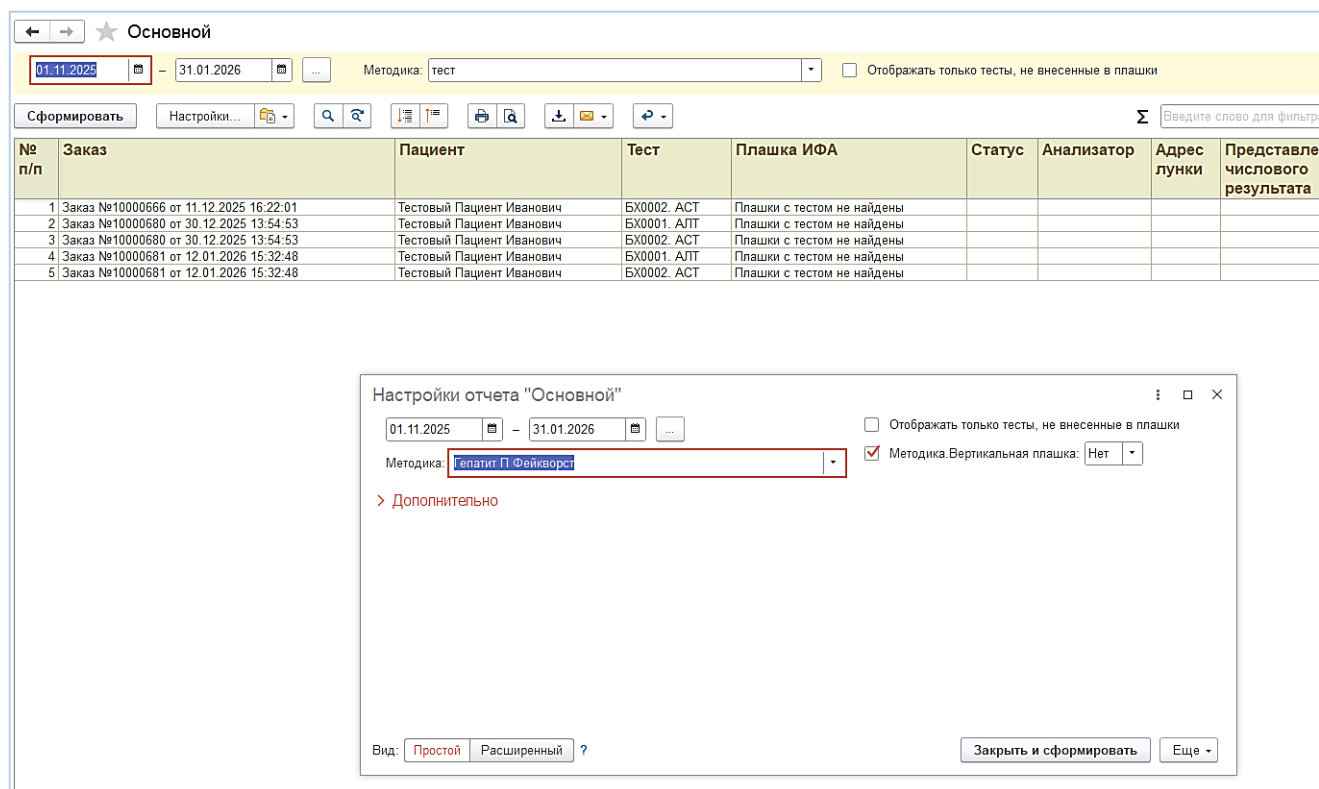 Основной
01.11.2025 – 31.01.2026 ... Методика: тест Отображать только тесты, не внесенные в плашки
Сформировать Настройки... Σ Введите слово для фильтра
№ п/п Заказ Пациент Тест Плашка ИФА Статус Анализатор Адрес лунки Представле числового результата
1 Заказ №10000666 от 11.12.2025 16:22:01 Тестовый Пациент Иванович БХ0002. АСТ Плашки с тестом не найдены
2 Заказ №10000680 от 30.12.2025 13:54:53 Тестовый Пациент Иванович БХ0001. АЛТ Плашки с тестом не найдены
3 Заказ №10000680 от 30.12.2025 13:54:53 Тестовый Пациент Иванович БХ0002. АСТ Плашки с тестом не найдены
4 Заказ №10000681 от 12.01.2026 15:32:48 Тестовый Пациент Иванович БХ0001. АЛТ Плашки с тестом не найдены
5 Заказ №10000681 от 12.01.2026 15:32:48 Тестовый Пациент Иванович БХ0002. АСТ Плашки с тестом не найдены
Настройки отчета "Основной"
01.11.2025 – 31.01.2026 ... Отображать только тесты, не внесенные в плашки
Методика: Гепатит П Фейкворст Методика.Вертикальная плашка: Нет
Дополнительно
Вид: Простой Расширенный ? Закрыть и сформировать Еще